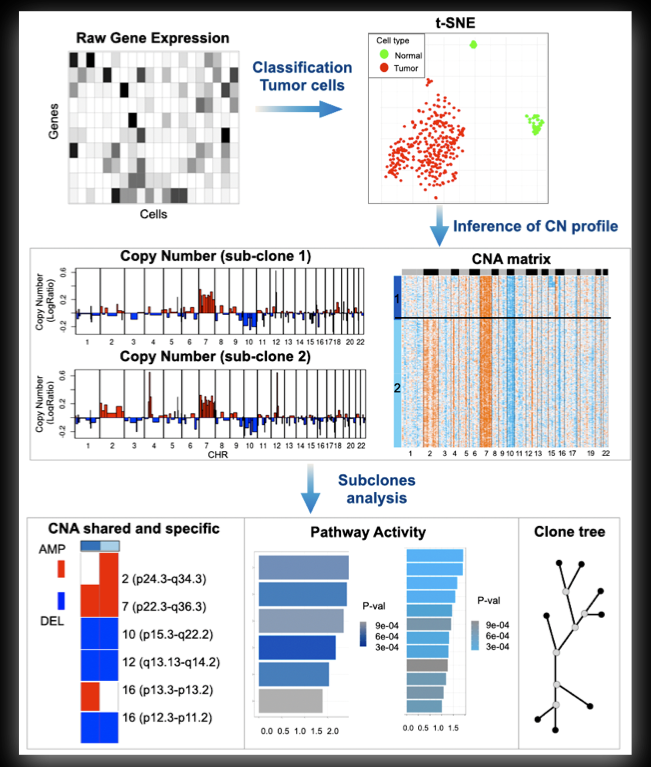 Raw Gene Expression
Genes
Cells
Classification
Tumor cells
t-SNE
Cell type
Normal
Tumor
Inference of CN profile
Copy Number (sub-clone 1)
Copy Number
(LogRatio)
0.6
0.2
-0.2
1 2 3 4 5 6 7 8 9 10 11 12 13 14 15 16 17 18 20 22
Copy Number (sub-clone 2)
Copy Number
(LogRatio)
0.6
0.2
-0.2
1 2 3 4 5 6 7 8 9 10 11 12 13 14 15 16 17 18 20 22
CHR
CNA matrix
1
2
1 2 3 4 5 6 7 8 9 10 11 12 13 15 16 17 19 22
Subclones
analysis
CNA shared and specific
AMP
DEL
2 (p24.3-q34.3)
7 (p22.3-q36.3)
10 (p15.3-q22.2)
12 (q13.13-q14.2)
16 (p13.3-p13.2)
16 (p12.3-p11.2)
Pathway Activity
P-val
9e-04
6e-04
3e-04
0.0 0.5 1.0 1.5 2.0
P-val
9e-04
6e-04
3e-04
0.0 0.5 1.0 1.5
Clone tree